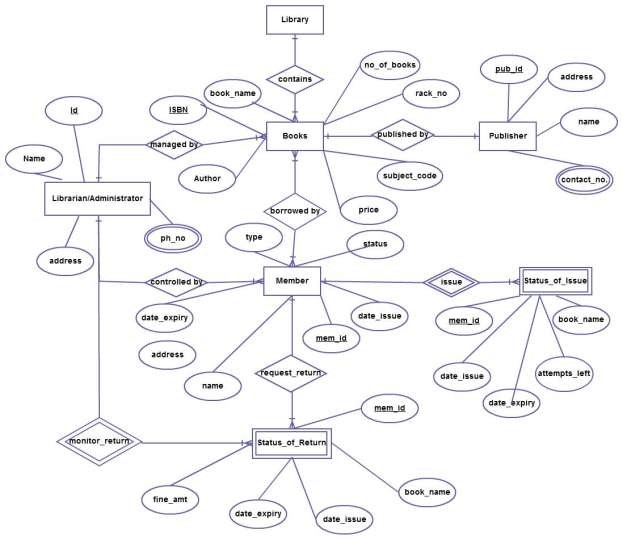 Library
contains
no_of_books
book_name
rack_no
ISBN
pub_id
address
Id
name
managed by
Books
published by
Publisher
Name
Author
subject_code
contact_no.
Librarian/Administrator
borrowed by
price
ph_no
type
status
address
controlled by
Member
issue
Status_of_Issue
date_expiry
date_issue
mem_id
book_name
mem_id
address
request_return
date_issue
attempts_left
name
date_expiry
mem_id
monitor_return
Status_of_Return
fine_amt
book_name
date_expiry
date_issue